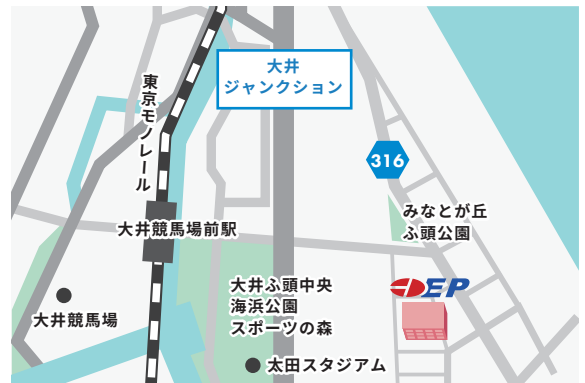 大井
ジャンクション
東京モノレール
316
みなとが丘
ふ頭公園
大井競馬場前駅
EP
大井ふ頭中央
海浜公園
スポーツの森
大井競馬場
太田スタジアム